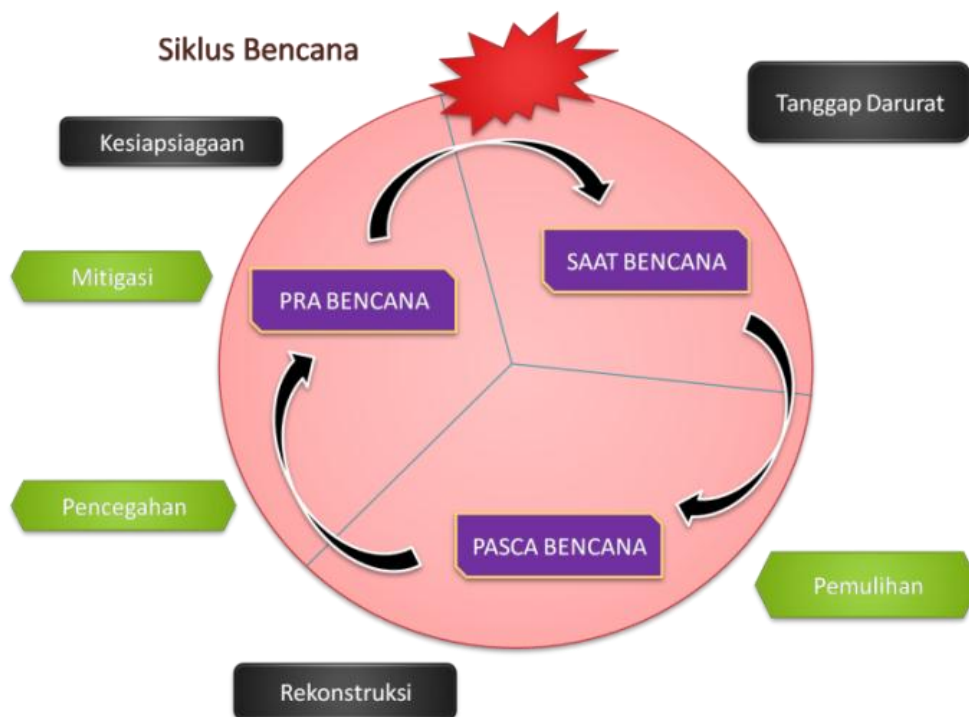 Siklus Bencana
Tanggap Darurat
Kesiapsiagaan
SAAT BENCANA
Mitigasi
PRA BENCANA
Pencegahan
PASCA BENCANA
Pemulihan
Rekonstruksi